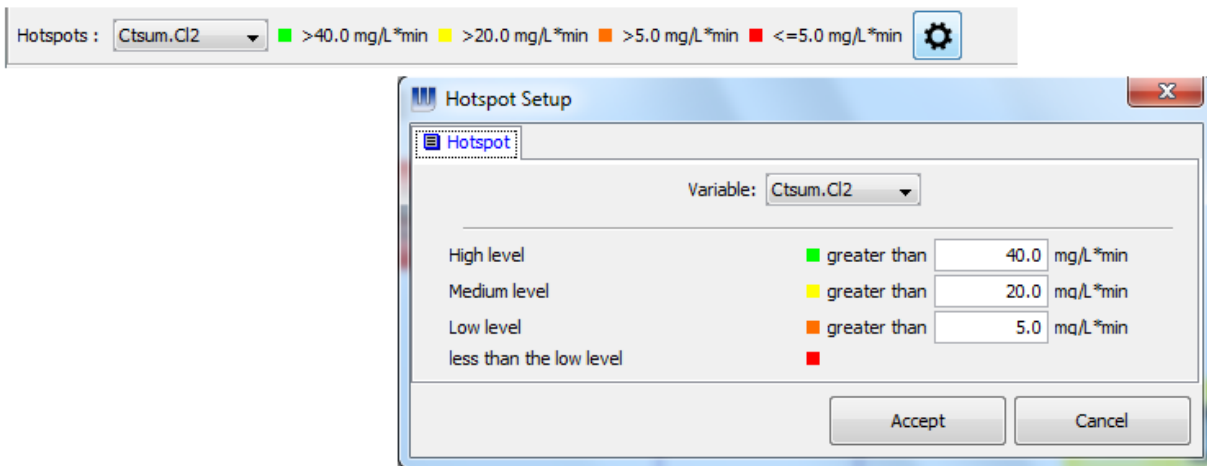 Hotspots : Ctsum.Cl2 >40.0 mg/L*min >20.0 mg/L*min >5.0 mg/L*min <=5.0 mg/L*min
Hotspot Setup
Hotspot
Variable: Ctsum.Cl2
High level greater than 40.0 mg/L*min
Medium level greater than 20.0 mg/L*min
Low level greater than 5.0 mg/L*min
less than the low level
Accept Cancel